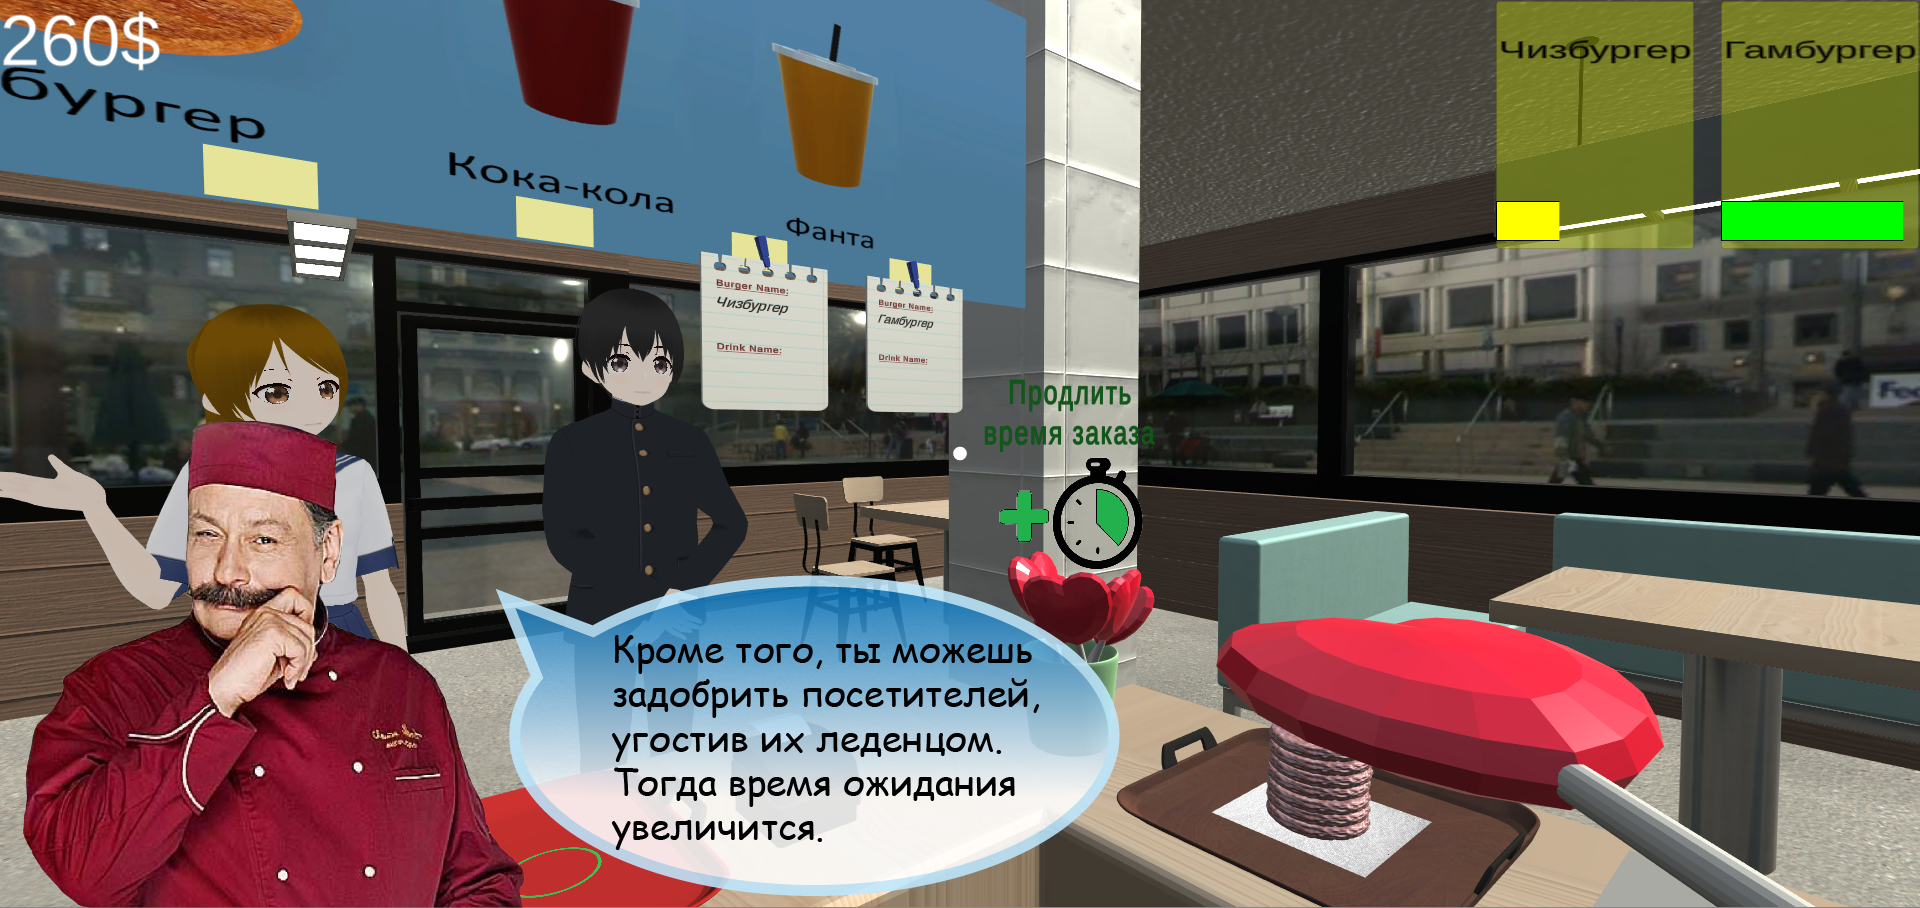 260$
бургер
Кока-кола
Фанта
Чизбургер
Гамбургер
Burger Name:
Чизбургер
Drink Name:
Burger Name:
Гамбургер
Drink Name:
Продлить
время заказа
Кроме того, ты можешь
задобрить посетителей,
угостив их леденцом.
Тогда время ожидания
увеличится.